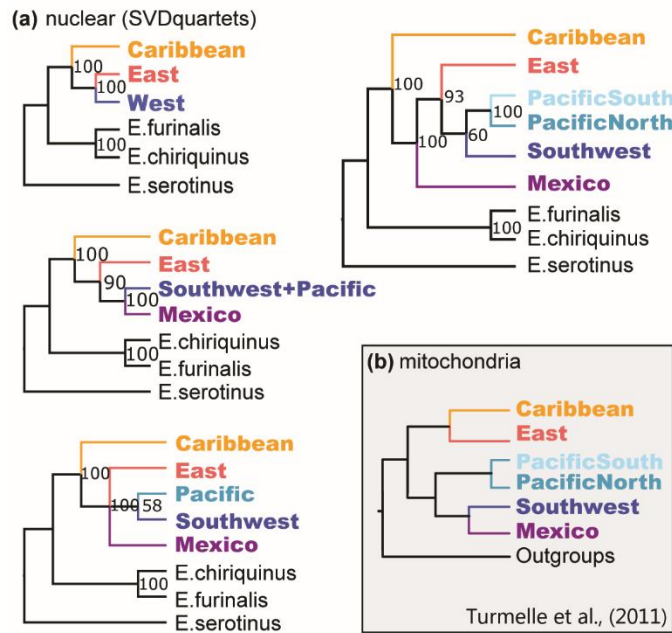 (a) nuclear (SVDquartets)
Caribbean
100
East
100
West
E.furinalis
100
E.chiriquinus
E.serotinus
Caribbean
100
East
90
Southwest+Pacific
100
Mexico
E.chiriquinus
100
E.furinalis
E.serotinus
Caribbean
100
East
Pacific
100
58
Southwest
Mexico
E.chiriquinus
100
E.furinalis
E.serotinus
Caribbean
East
100
93
PacificSouth
100
PacificNorth
100
60
Southwest
Mexico
E.furinalis
100
E.chiriquinus
E.serotinus
(b) mitochondria
Caribbean
East
PacificSouth
PacificNorth
Southwest
Mexico
Outgroups
Turmelle et al., (2011)